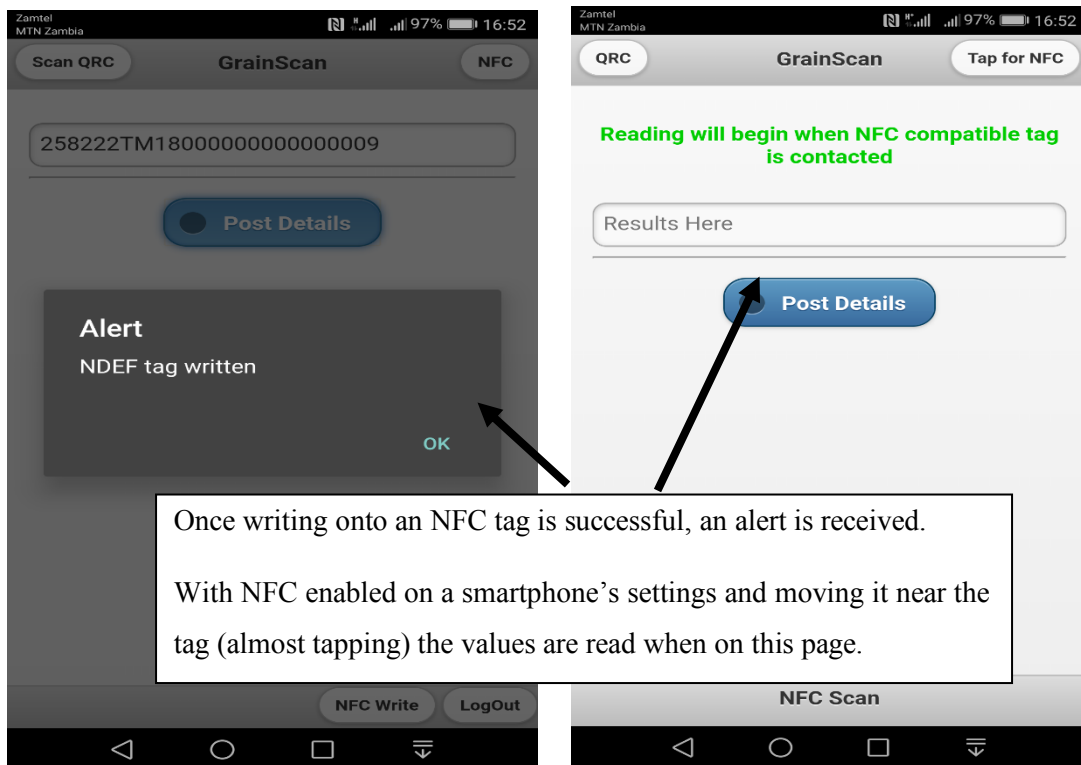 Zamtel
MTN Zambia
97% 16:52
Scan QRC GrainScan NFC
258222TM18000000000000009
Post Details
Alert
NDEF tag written
OK
NFC Write LogOut
Zamtel
MTN Zambia
97% 16:52
QRC GrainScan Tap for NFC
Reading will begin when NFC compatible tag
is contacted
Results Here
Post Details
NFC Scan
Once writing onto an NFC tag is successful, an alert is received.
With NFC enabled on a smartphone’s settings and moving it near the
tag (almost tapping) the values are read when on this page.